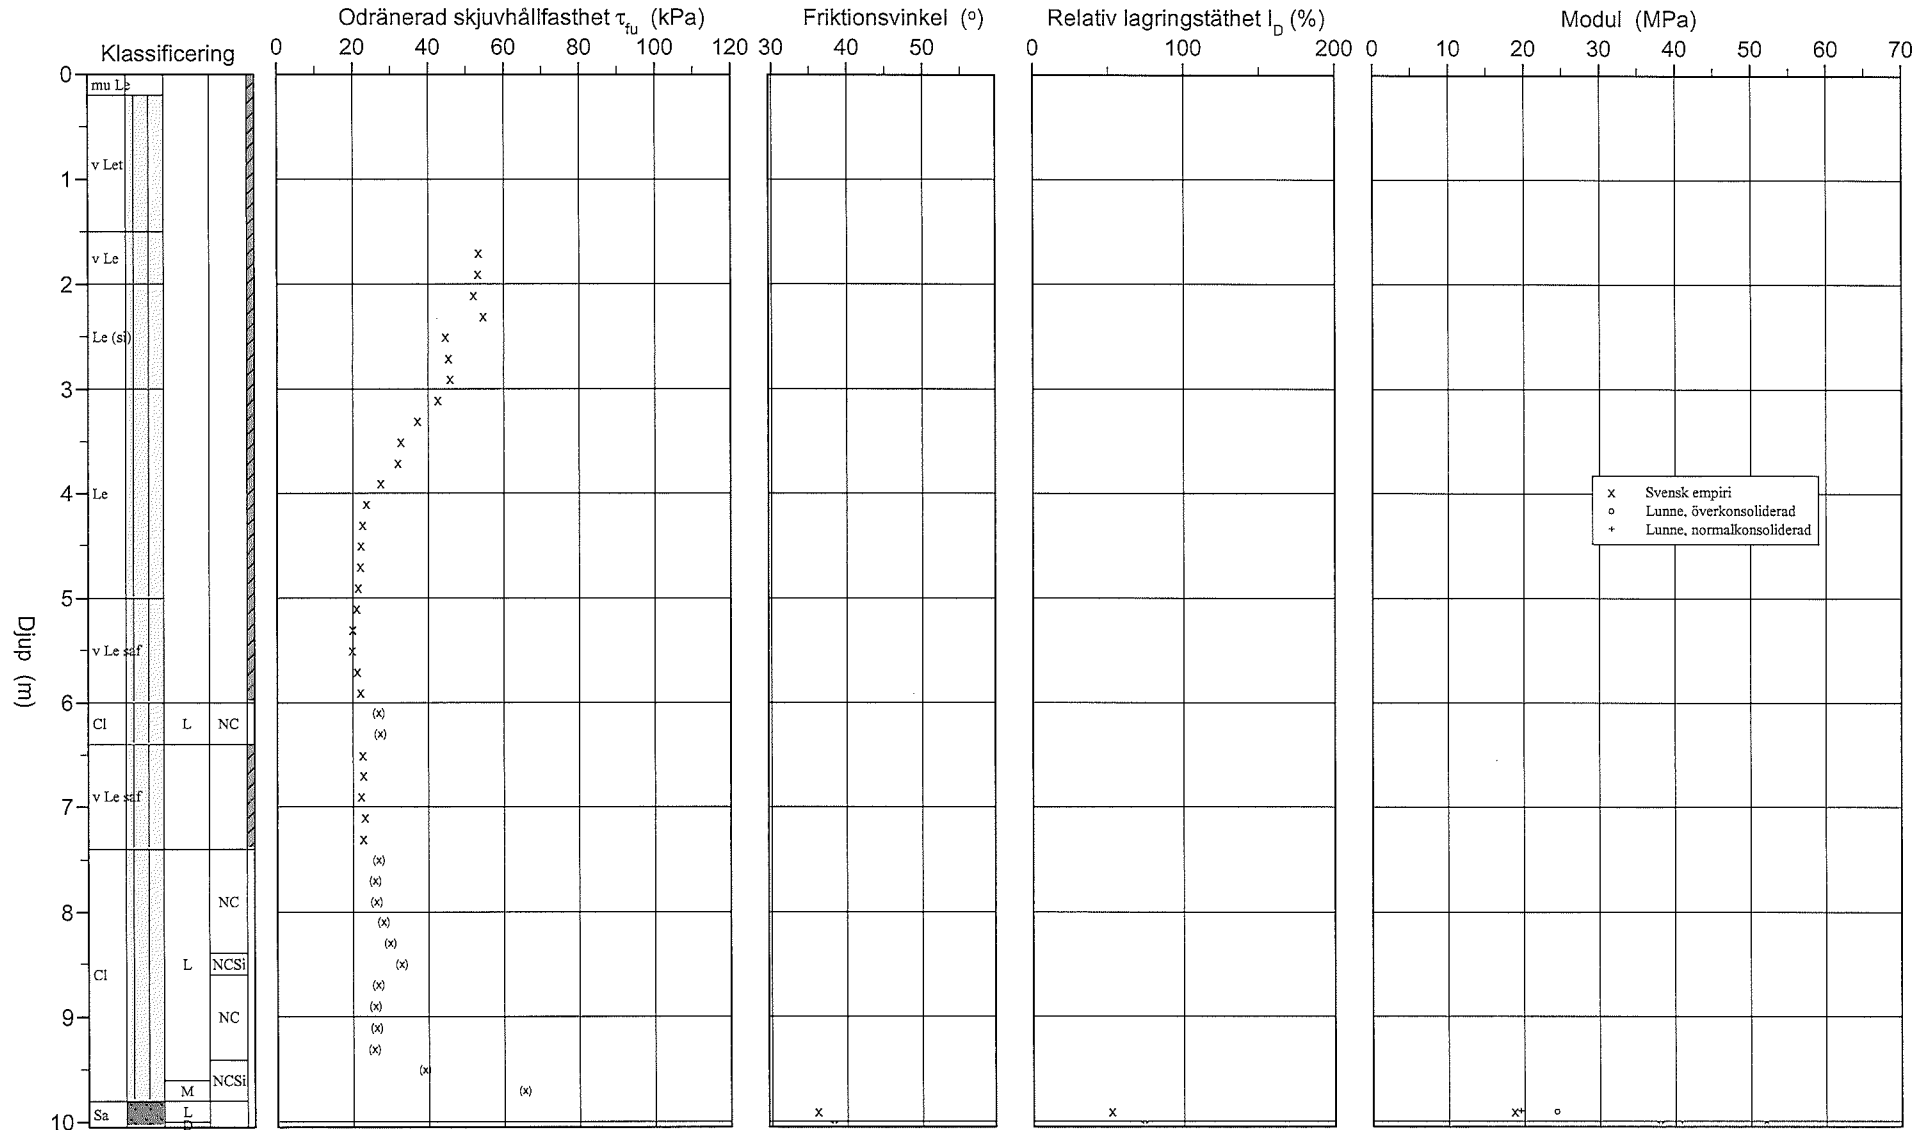 Odränerad skjuvhållfasthet τfu (kPa)
Friktionsvinkel (o)
Relativ lagringstäthet ID (%)
Modul (MPa)
Klassificering
0 20 40 60 80 100 120
30 40 50
0 100 200
0 10 20 30 40 50 60 70
0
mu Le
v Let
1
v Le
2
Le (si)
3
4
Le
x Svensk empiri
o Lunne, överkonsoliderad
+ Lunne, normalkonsoliderad
5
Djup (m)
v Le saf
6
Cl L NC
7
v Le saf
8
NC
Cl L NCSi
9
NC
NCSi
M
Sa L
10
D